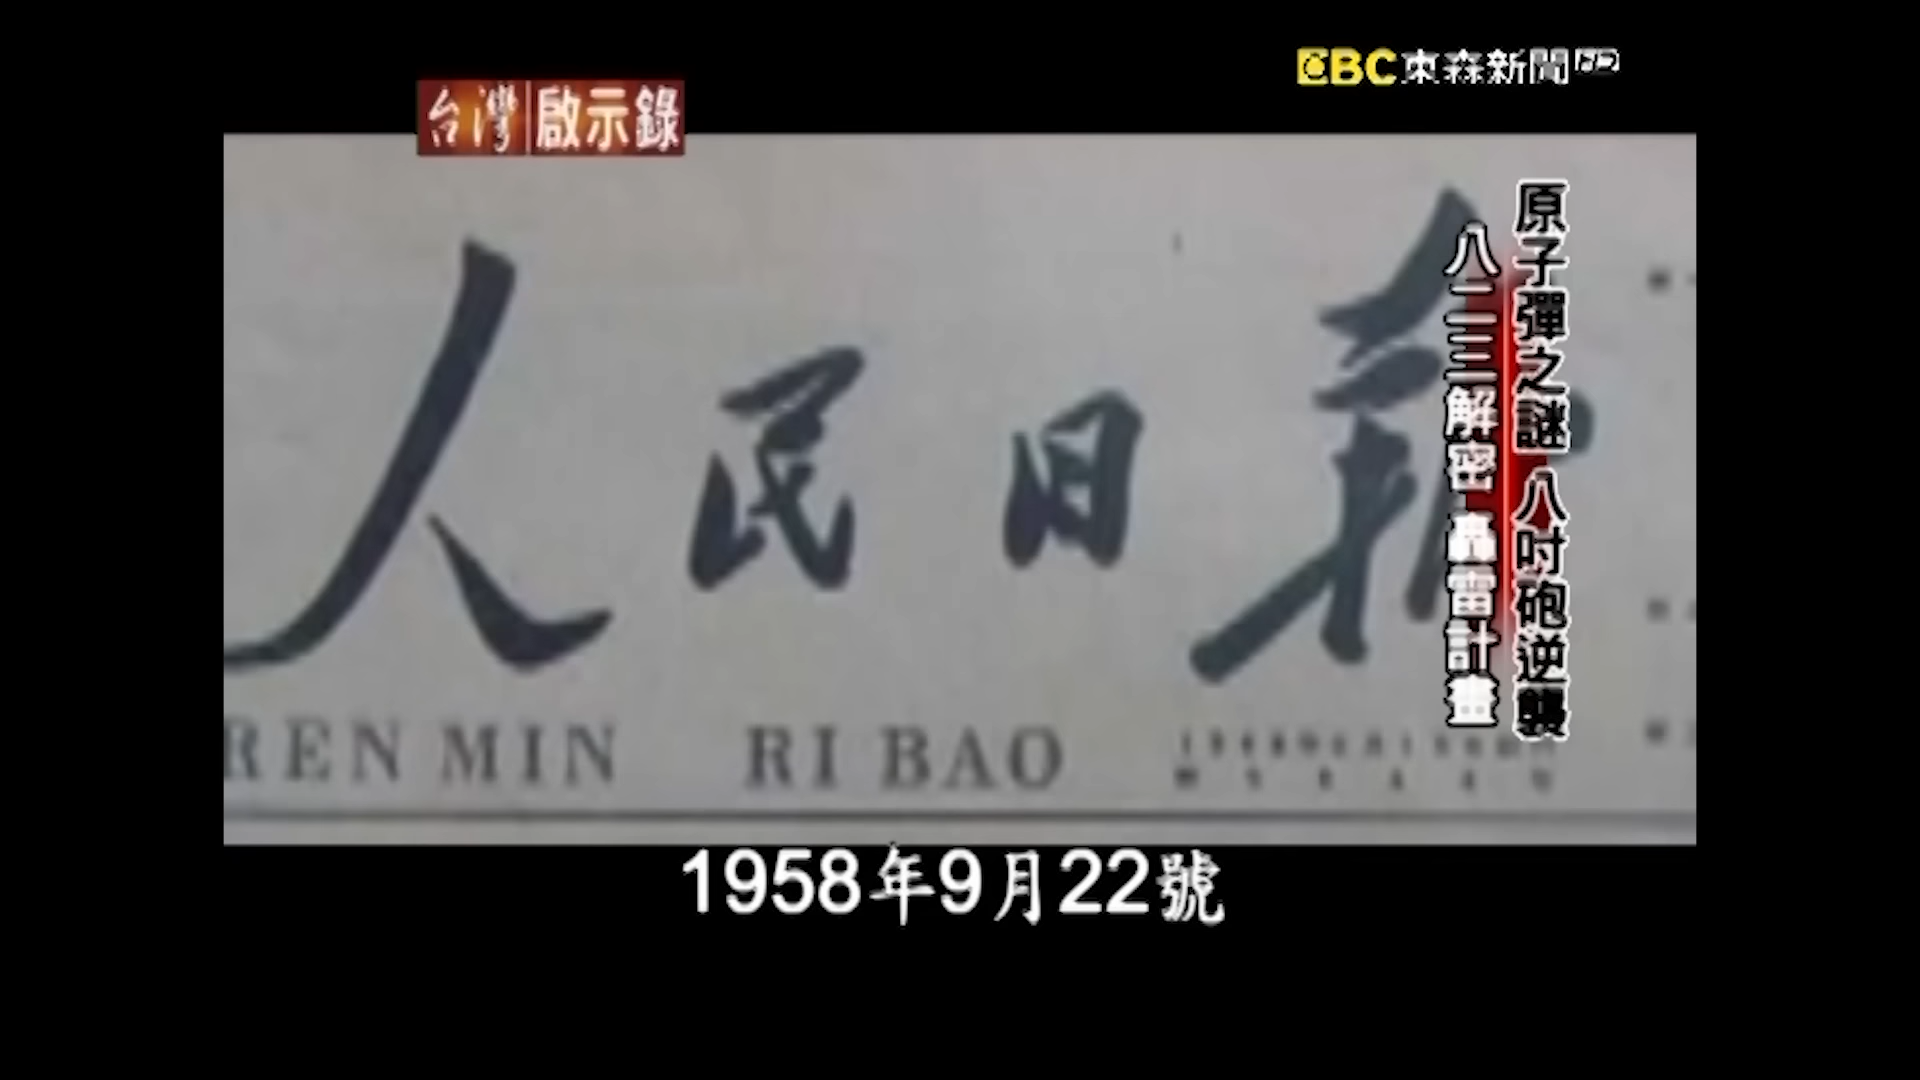 EBC東森新聞
台灣啟示錄
原子彈之謎 八吋砲逆襲
八二三解密 轟雷計畫
人民日報
REN MIN RI BAO
1958年9月22號